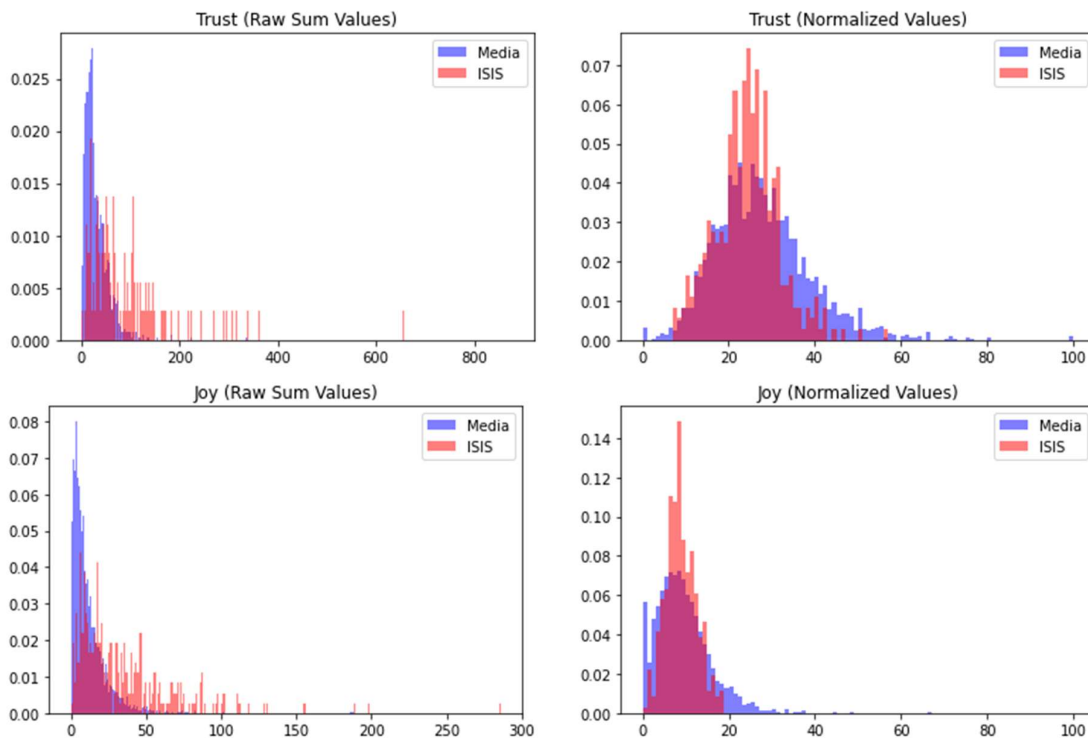 Trust (Raw Sum Values)
0.025
0.020
0.015
0.010
0.005
0.000
0 200 400 600 800
Media
ISIS
Trust (Normalized Values)
0.07
0.06
0.05
0.04
0.03
0.02
0.01
0.00
0 20 40 60 80 100
Media
ISIS
Joy (Raw Sum Values)
0.08
0.07
0.06
0.05
0.04
0.03
0.02
0.01
0.00
0 50 100 150 200 250 300
Media
ISIS
Joy (Normalized Values)
0.14
0.12
0.10
0.08
0.06
0.04
0.02
0.00
0 20 40 60 80 100
Media
ISIS